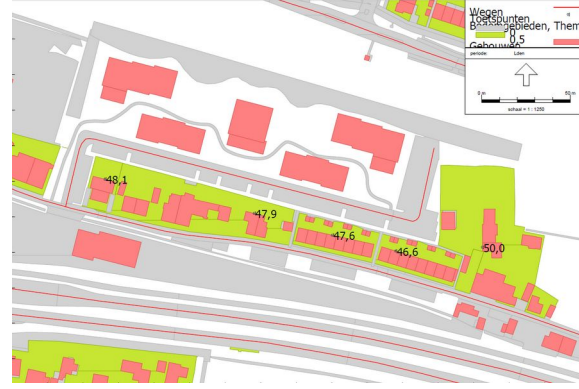 Wegen
Toetspunten
Bodemgebieden, Them
0
0,5
Gebouwen
periode: Lden
0 m 50 m
schaal = 1 : 1250
48,1
47,9
47,6
46,6
50,0